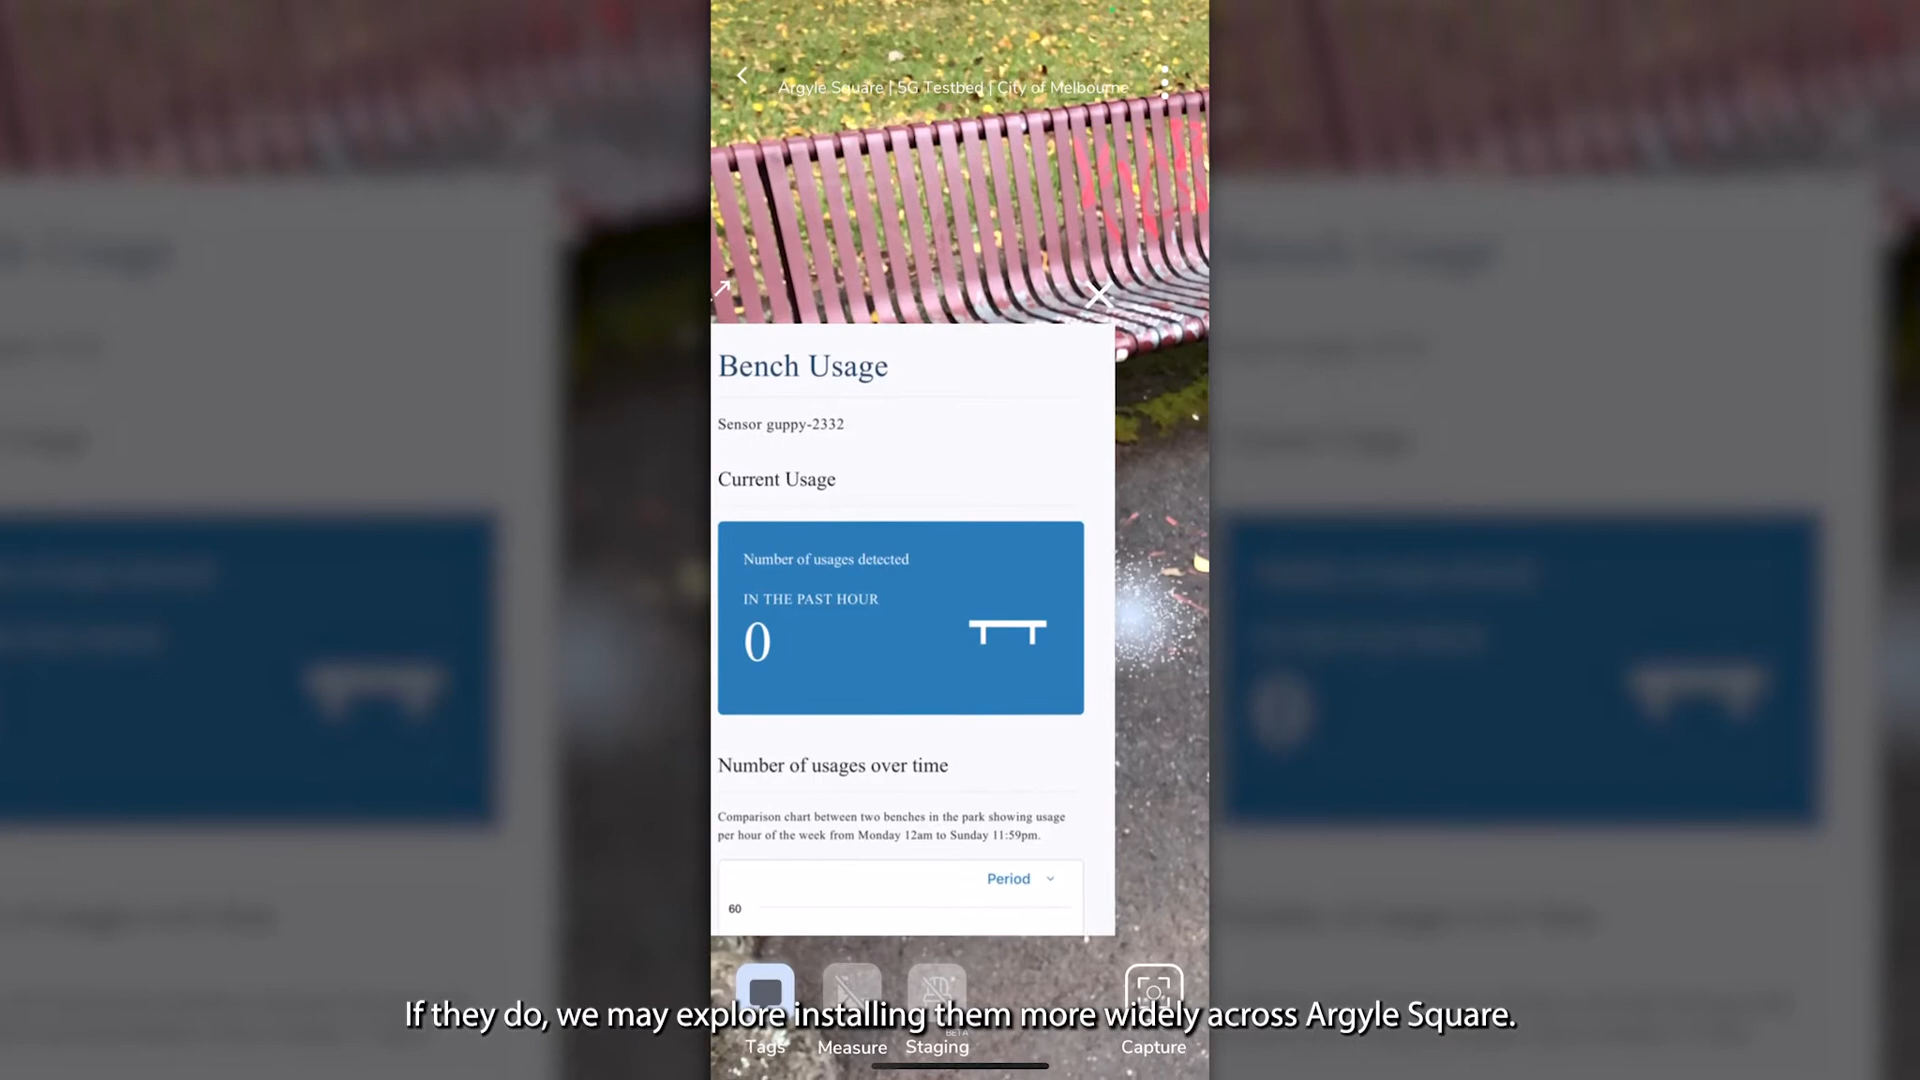 Argyle Square | 5G Testbed | City of Melbourne
Bench Usage
Sensor guppy-2332
Current Usage
Number of usages detected
IN THE PAST HOUR
0
Number of usages over time
Comparison chart between two benches in the park showing usage
per hour of the week from Monday 12am to Sunday 11:59pm.
Period
60
If they do, we may explore installing them more widely across Argyle Square.
BETA
Tags Measure Staging Capture